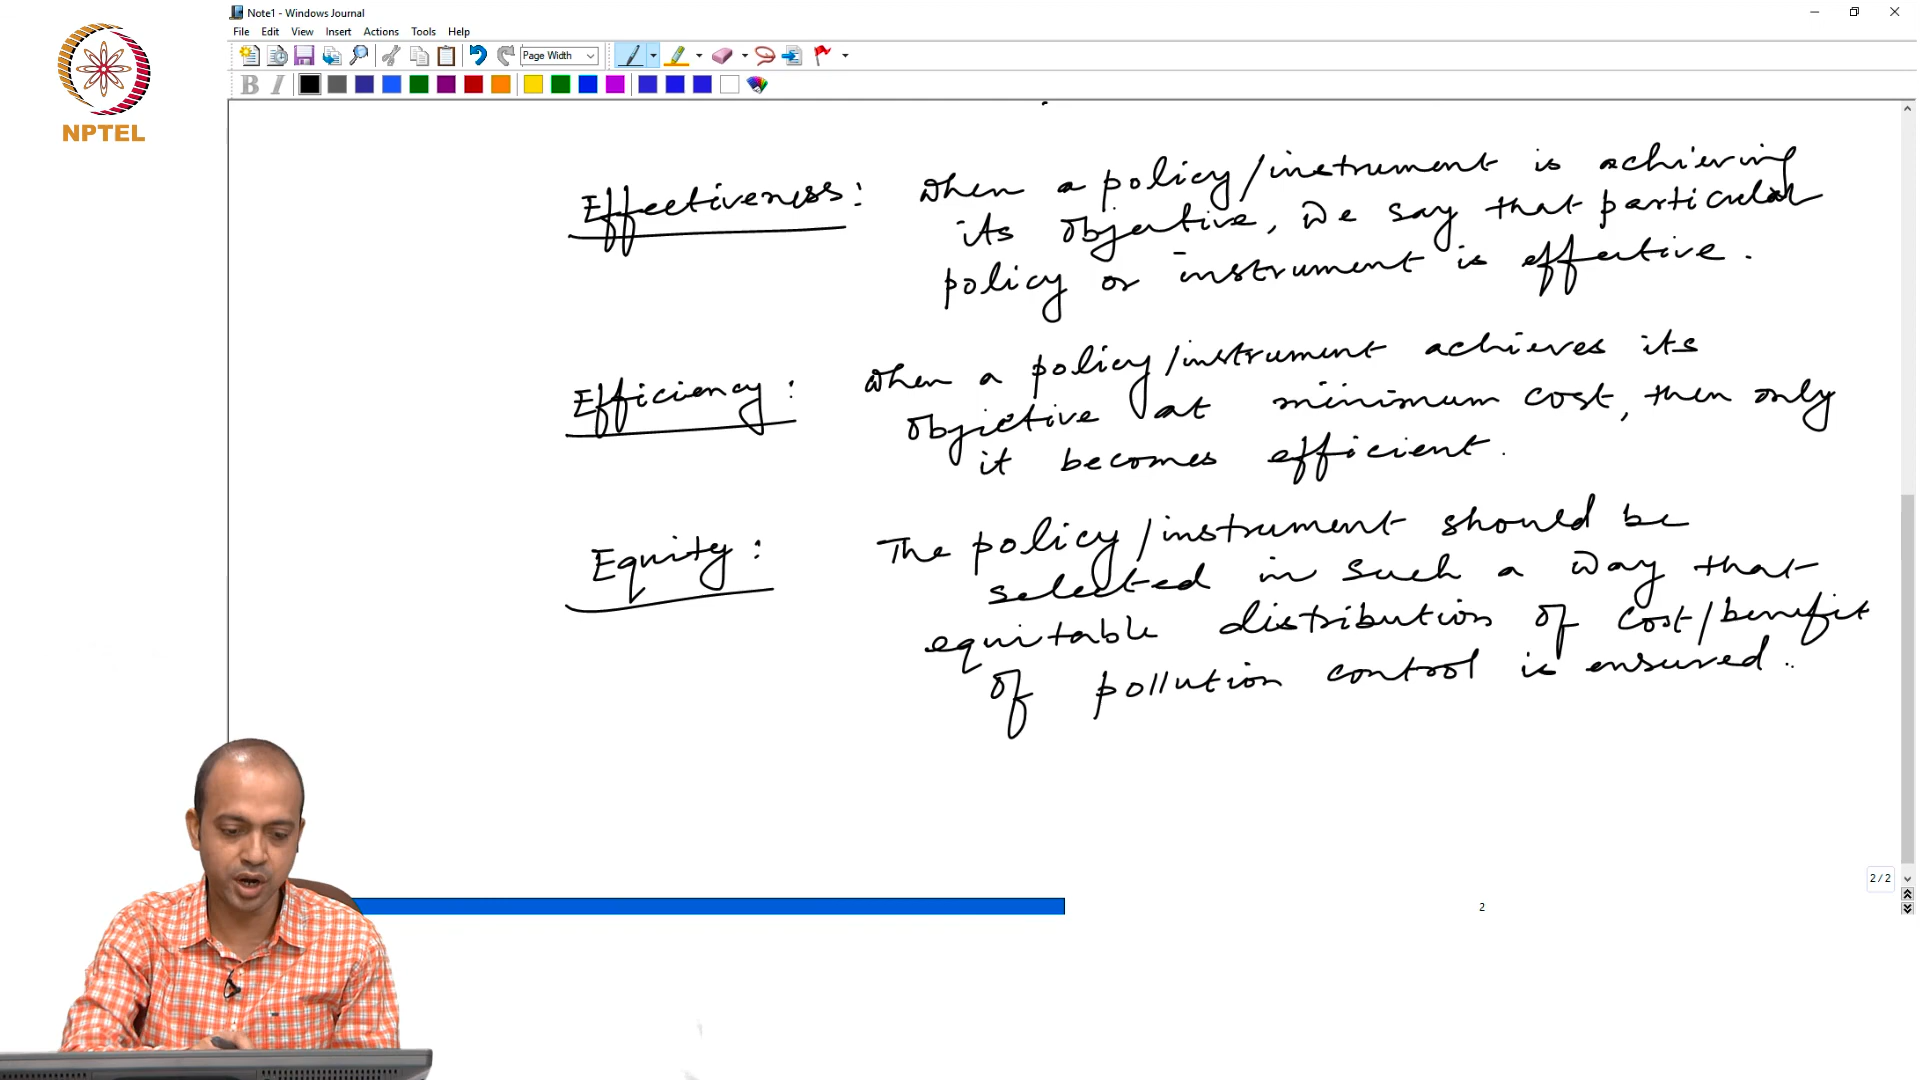 Note1 - Windows Journal
File Edit View Insert Actions Tools Help
Page Width
B I
NPTEL
Effectiveness: When a policy/instrument is achieving
its objective, we say that particular
policy or instrument is effective.
Efficiency: When a policy/instrument achieves its
objective at minimum cost, then only
it becomes efficient.
Equity: The policy/instrument should be
selected in such a way that
equitable distribution of cost/benefit
of pollution control is ensured.
2/2
2